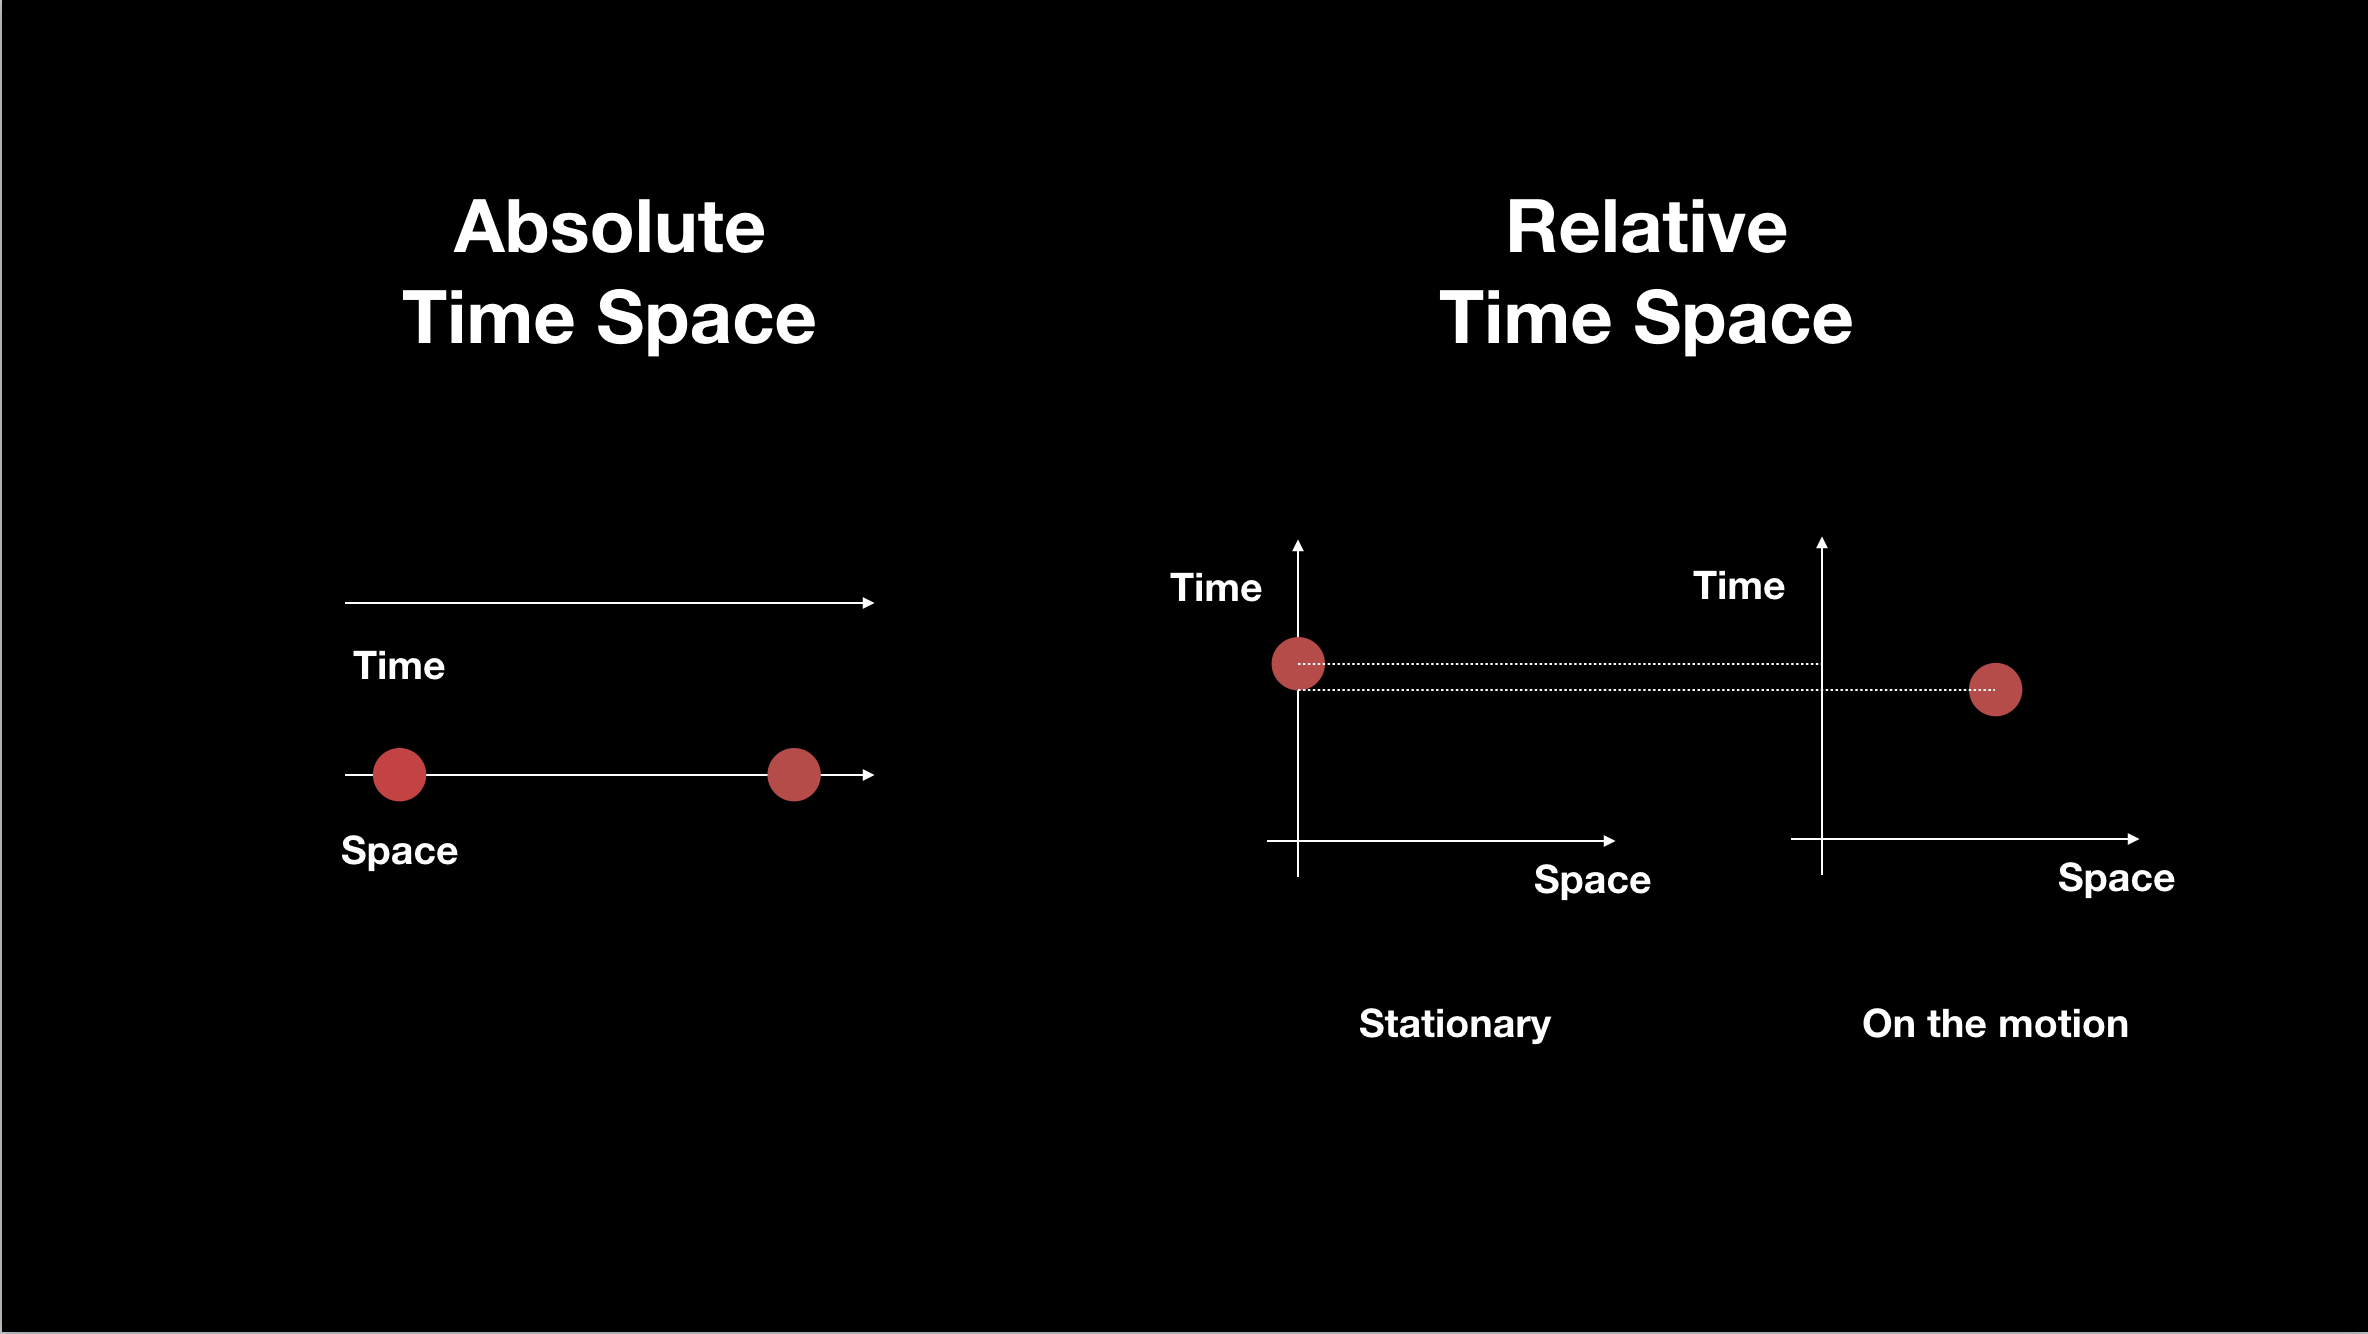 Absolute
Time Space
Relative
Time Space
Time
Space
Time
Space
Time
Space
Stationary
On the motion